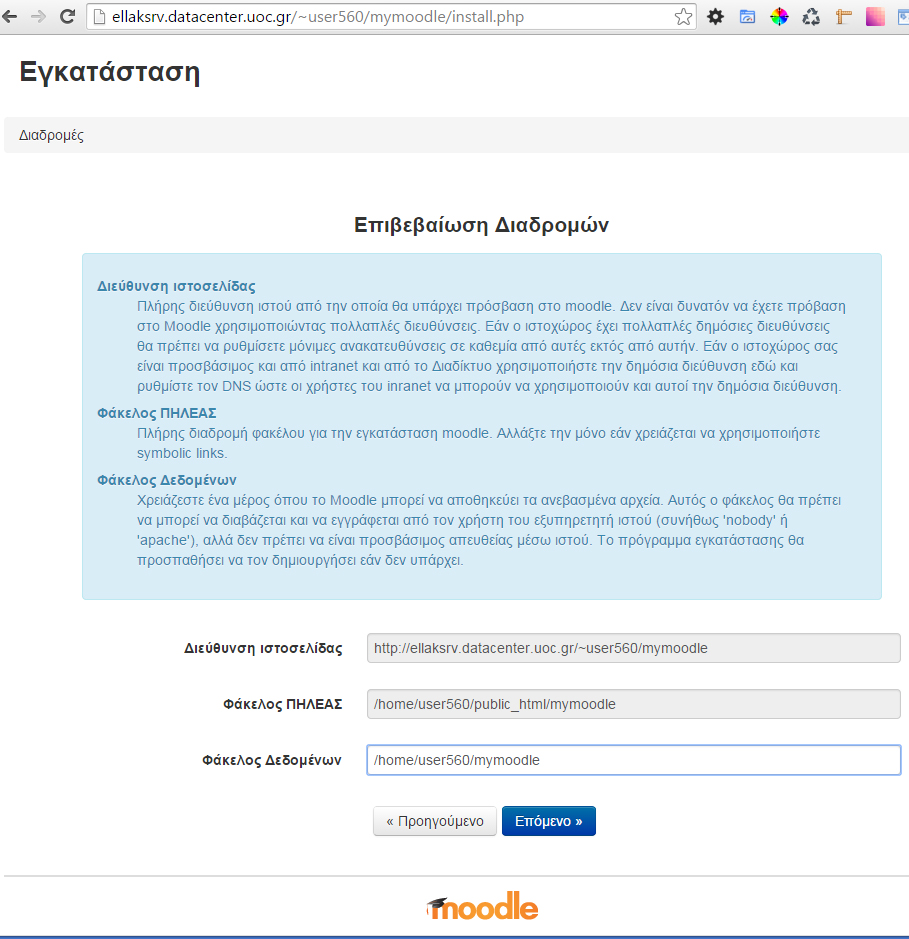 ellaksrv.datacenter.uoc.gr/~user560/mymoodle/install.php
Εγκατάσταση
Διαδρομές
Επιβεβαίωση Διαδρομών
Διεύθυνση ιστοσελίδας
Πλήρης διεύθυνση ιστού από την οποία θα υπάρχει πρόσβαση στο moodle. Δεν είναι δυνατόν να έχετε πρόβαση
στο Moodle χρησιμοποιώντας πολλαπλές διευθύνσεις. Εάν ο ιστοχώρος έχει πολλαπλές δημόσιες διευθύνσεις
θα πρέπει να ρυθμίσετε μόνιμες ανακατευθύνσεις σε καθεμία από αυτές εκτός από αυτήν. Εάν ο ιστοχώρος σας
είναι προσβάσιμος και από intranet και από το Διαδίκτυο χρησιμοποιήστε την δημόσια διεύθυνση εδώ και
ρυθμίστε τον DNS ώστε οι χρήστες του inranet να μπορούν να χρησιμοποιούν και αυτοί την δημόσια διεύθυνση.
Φάκελος ΠΗΛΕΑΣ
Πλήρης διαδρομή φακέλου για την εγκατάσταση moodle. Αλλάξτε την μόνο εάν χρειάζεται να χρησιμοποιήστε
symbolic links.
Φάκελος Δεδομένων
Χρειάζεστε ένα μέρος όπου το Moodle μπορεί να αποθηκεύει τα ανεβασμένα αρχεία. Αυτός ο φάκελος θα πρέπει
να μπορεί να διαβάζεται και να εγγράφεται από τον χρήστη του εξυπηρετητή ιστού (συνήθως 'nobody' ή
'apache'), αλλά δεν πρέπει να είναι προσβάσιμος απευθείας μέσω ιστού. Το πρόγραμμα εγκατάστασης θα
προσπαθήσει να τον δημιουργήσει εάν δεν υπάρχει.
Διεύθυνση ιστοσελίδας http://ellaksrv.datacenter.uoc.gr/~user560/mymoodle
Φάκελος ΠΗΛΕΑΣ /home/user560/public_html/mymoodle
Φάκελος Δεδομένων /home/user560/mymoodle
« Προηγούμενο Επόμενο »
moodle